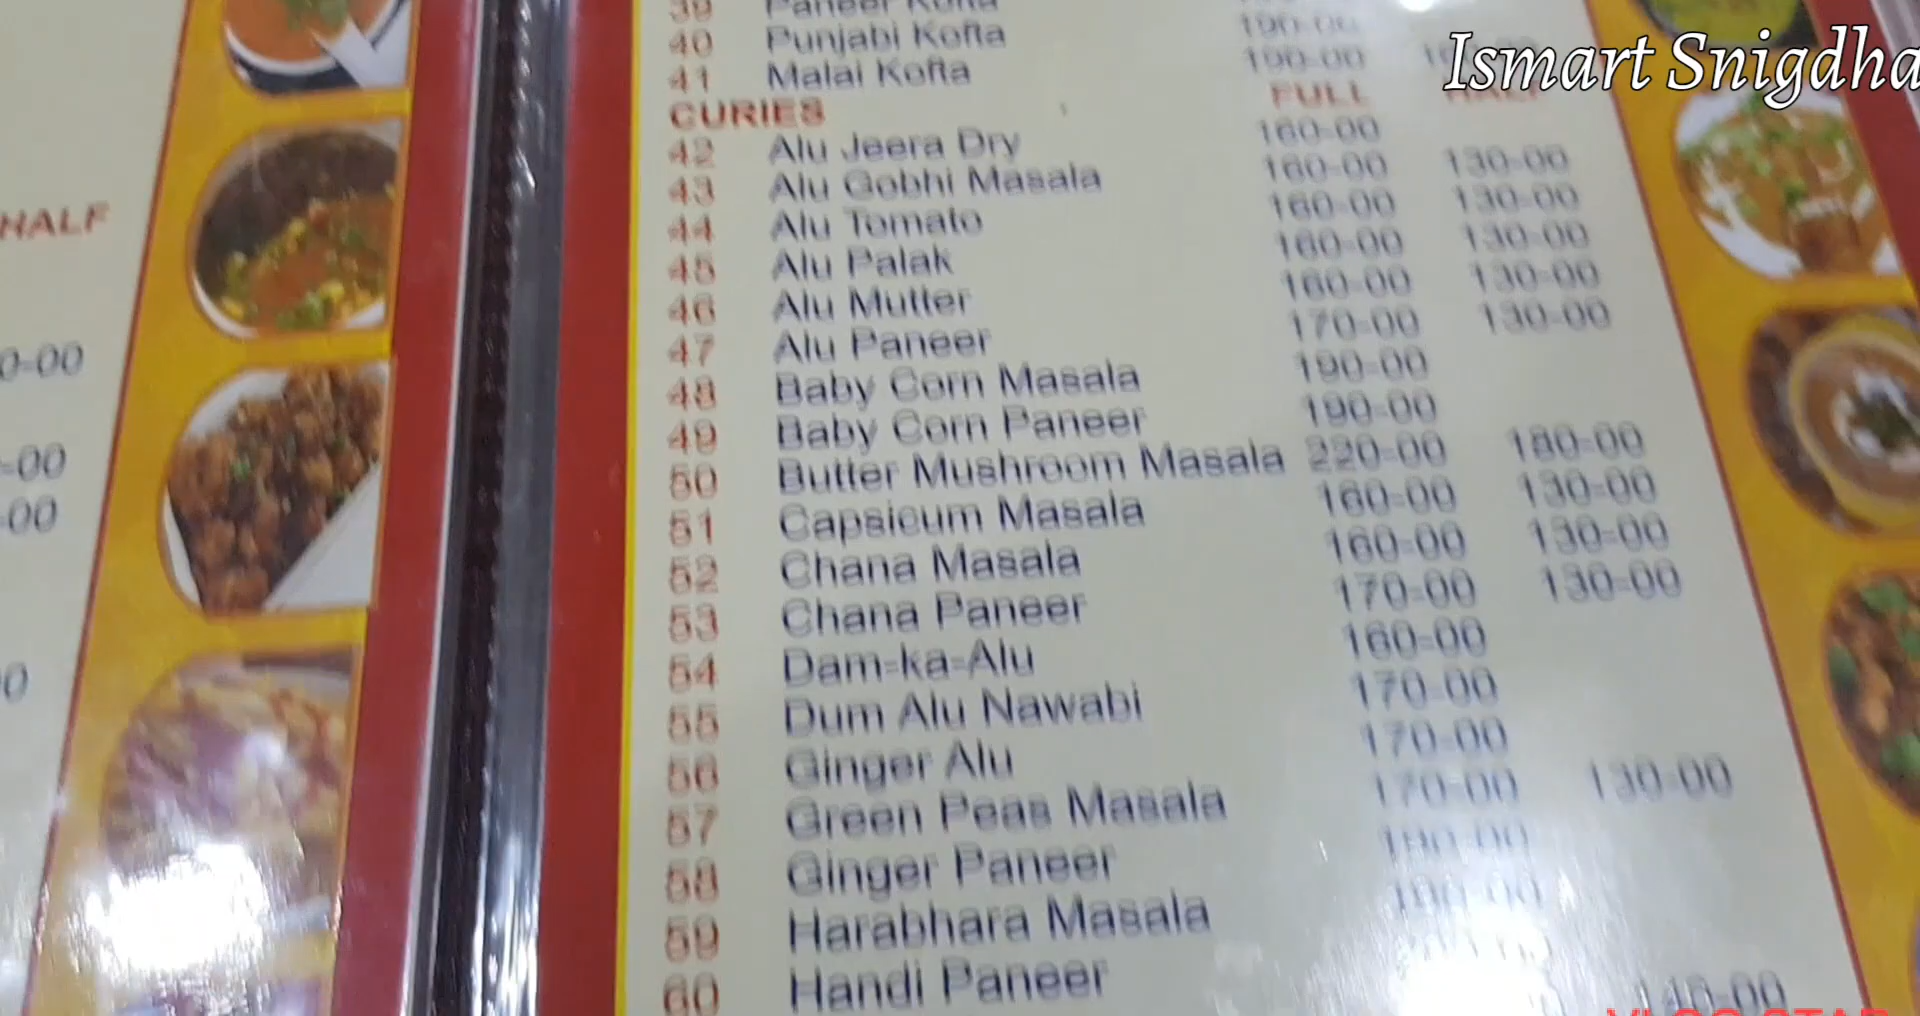 Ismart Snigdha
39 Paneer Kofta
40 Punjabi Kofta 190-00
41 Malai Kofta 190-00
CURIES FULL HALF
42 Alu Jeera Dry 160-00
43 Alu Gobhi Masala 160-00 130-00
44 Alu Tomato 160-00 130-00
45 Alu Palak 160-00 130-00
46 Alu Mutter 160-00 130-00
47 Alu Paneer 170-00 130-00
48 Baby Corn Masala 190-00
49 Baby Corn Paneer 190-00
50 Butter Mushroom Masala 220-00 180-00
51 Capsicum Masala 160-00 130-00
52 Chana Masala 160-00 130-00
53 Chana Paneer 170-00 130-00
54 Dam-ka-Alu 160-00
55 Dum Alu Nawabi 170-00
56 Ginger Alu 170-00
57 Green Peas Masala 170-00 130-00
58 Ginger Paneer
59 Harabhara Masala
60 Handi Paneer
140-00
HALF